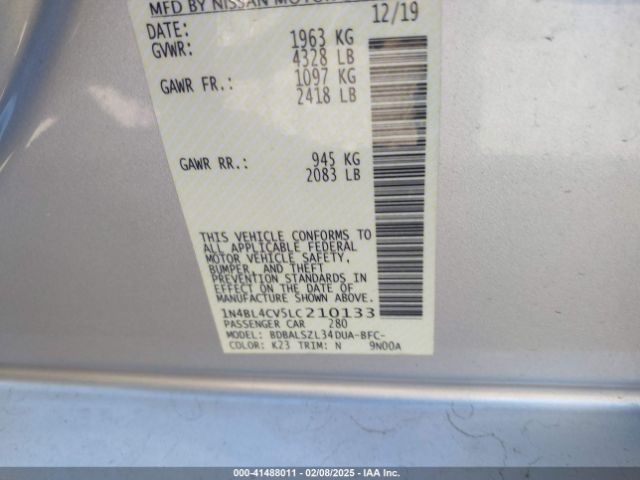 MFD BY NISSAN MOTOR
DATE: 12/19
GVWR: 1963 KG
4328 LB
GAWR FR.: 1097 KG
2418 LB
GAWR RR.: 945 KG
2083 LB
THIS VEHICLE CONFORMS TO
ALL APPLICABLE FEDERAL
MOTOR VEHICLE SAFETY,
BUMPER, AND THEFT
PREVENTION STANDARDS IN
EFFECT ON THE DATE OF
MANUFACTURE SHOWN ABOVE.
1N4BL4CV5LC210133
PASSENGER CAR 280
MODEL: BDBALSZL34DUA-BFC-
COLOR: K23 TRIM: N 9N00A
000-41488011 — 02/08/2025 — IAA Inc.